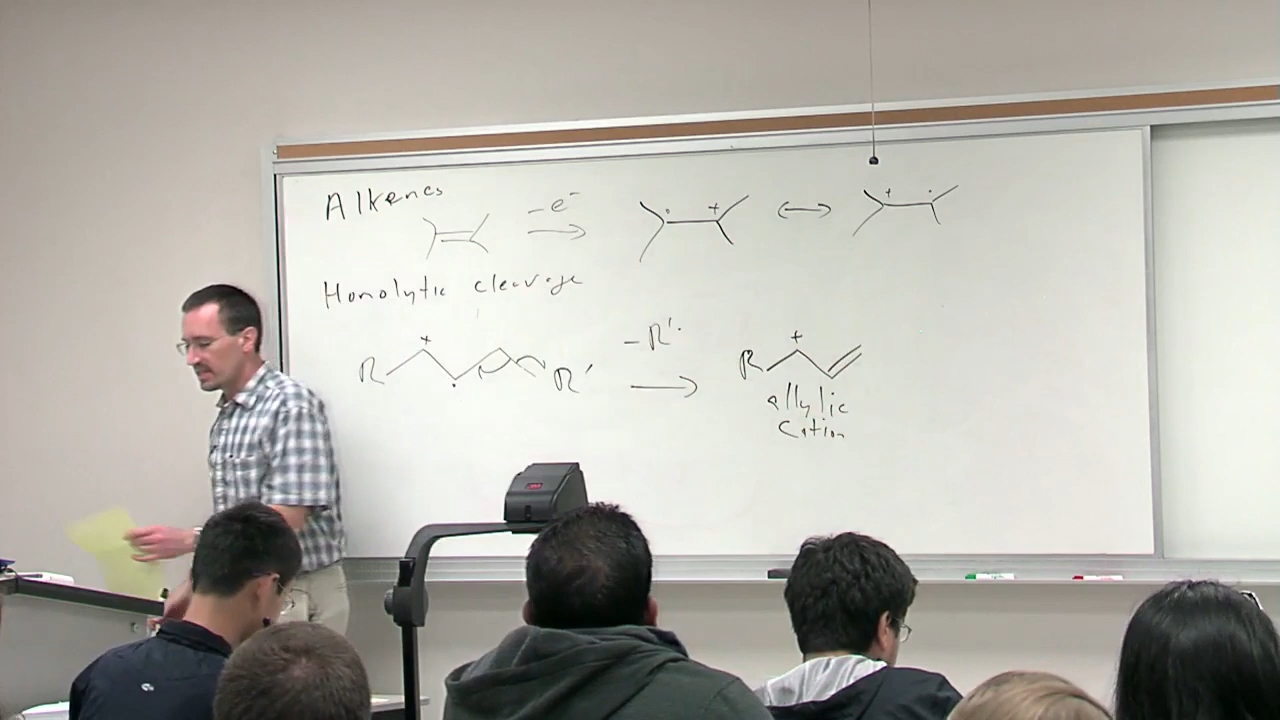 Alkenes
-e⁻
Homolytic cleavage
R + · R' -R'· R +
allylic
Cation